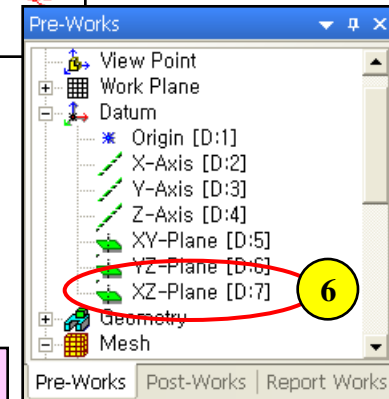 Pre-Works
View Point
Work Plane
Datum
Origin [D:1]
X-Axis [D:2]
Y-Axis [D:3]
Z-Axis [D:4]
XY-Plane [D:5]
YZ-Plane [D:6]
XZ-Plane [D:7]
6
Geometry
Mesh
Pre-Works Post-Works Report Works